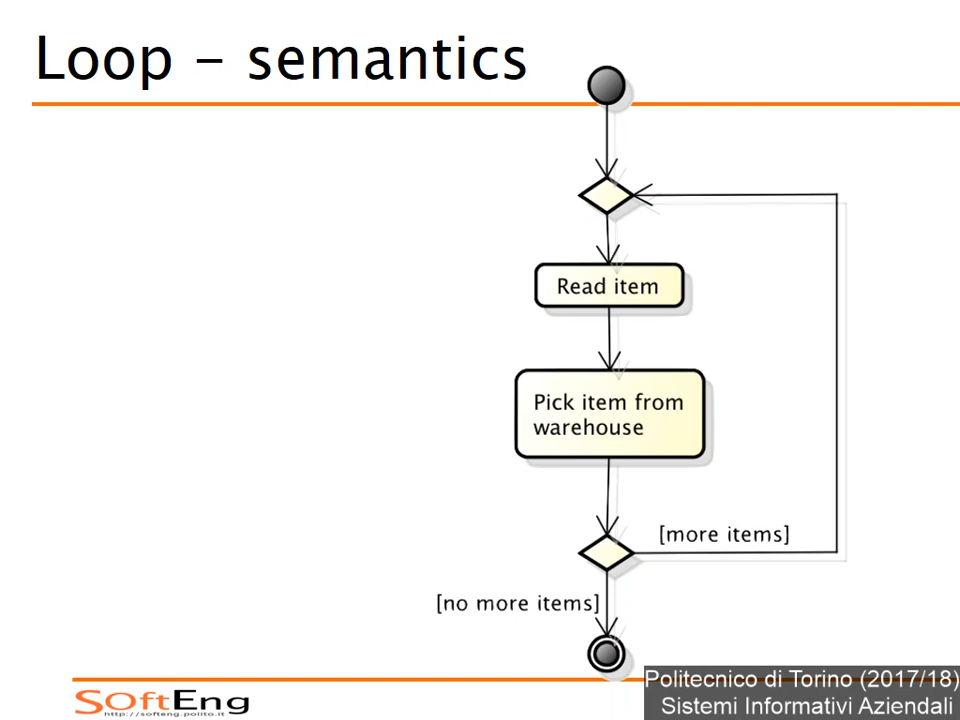 Loop – semantics
Read item
Pick item from
warehouse
[more items]
[no more items]
SOftEng
http://softeng.polito.it
Politecnico di Torino (2017/18)
Sistemi Informativi Aziendali